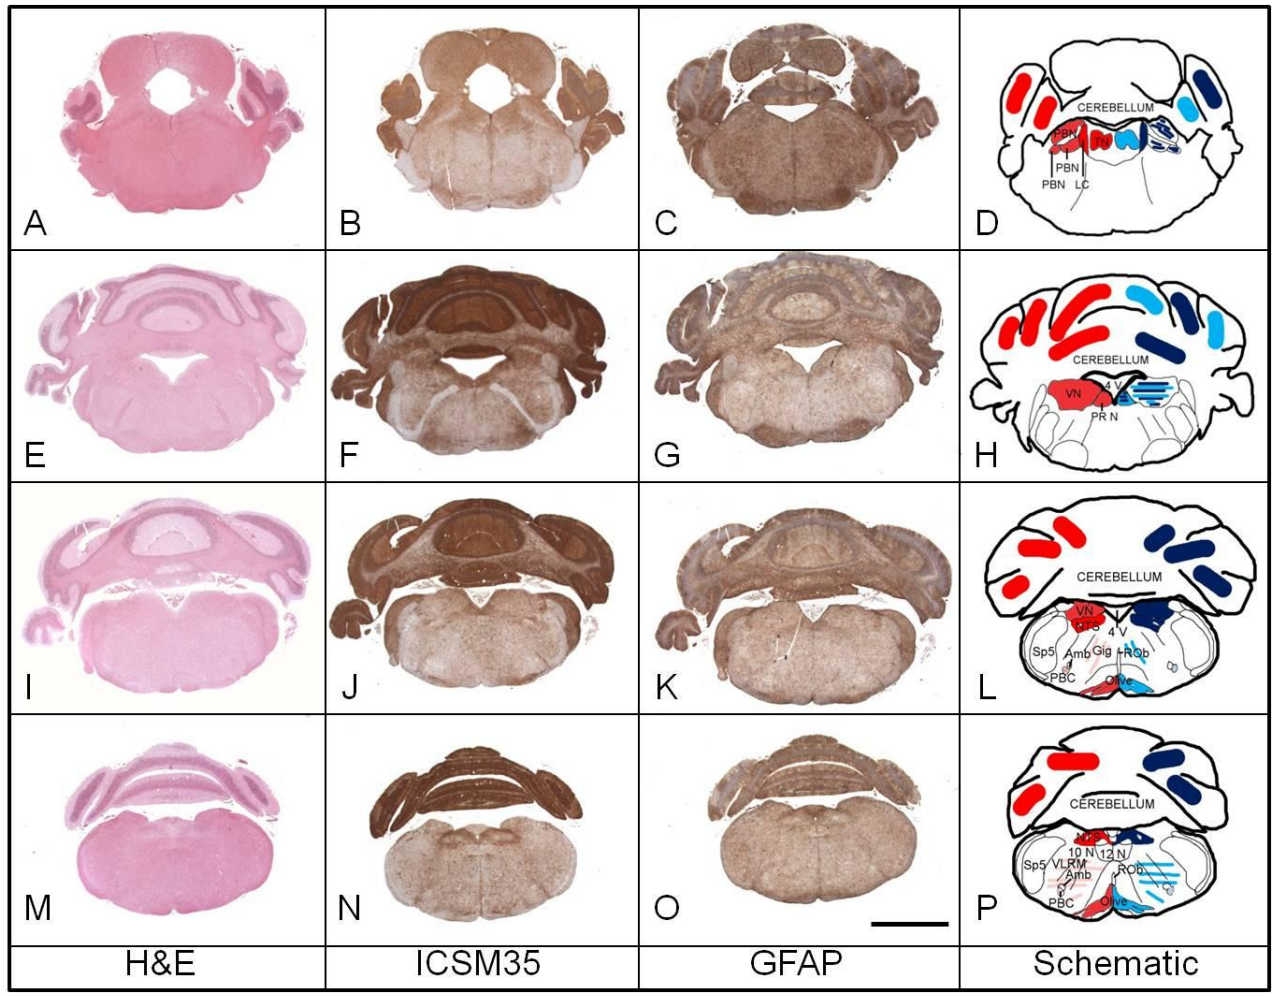 A
B
C
D
CEREBELLUM
PBN
TN
PBN
PBN LC
E
F
G
H
CEREBELLUM
VN
4 V
PR N
I
J
K
L
CEREBELLUM
VN
NTS
4 V
Sp5
Amb
Gig
ROb
PBC
Olive
M
N
O
P
CEREBELLUM
NTS
10 N
12 N
Sp5
VLRM
Amb
ROb
PBC
Olive
H&E
ICSM35
GFAP
Schematic